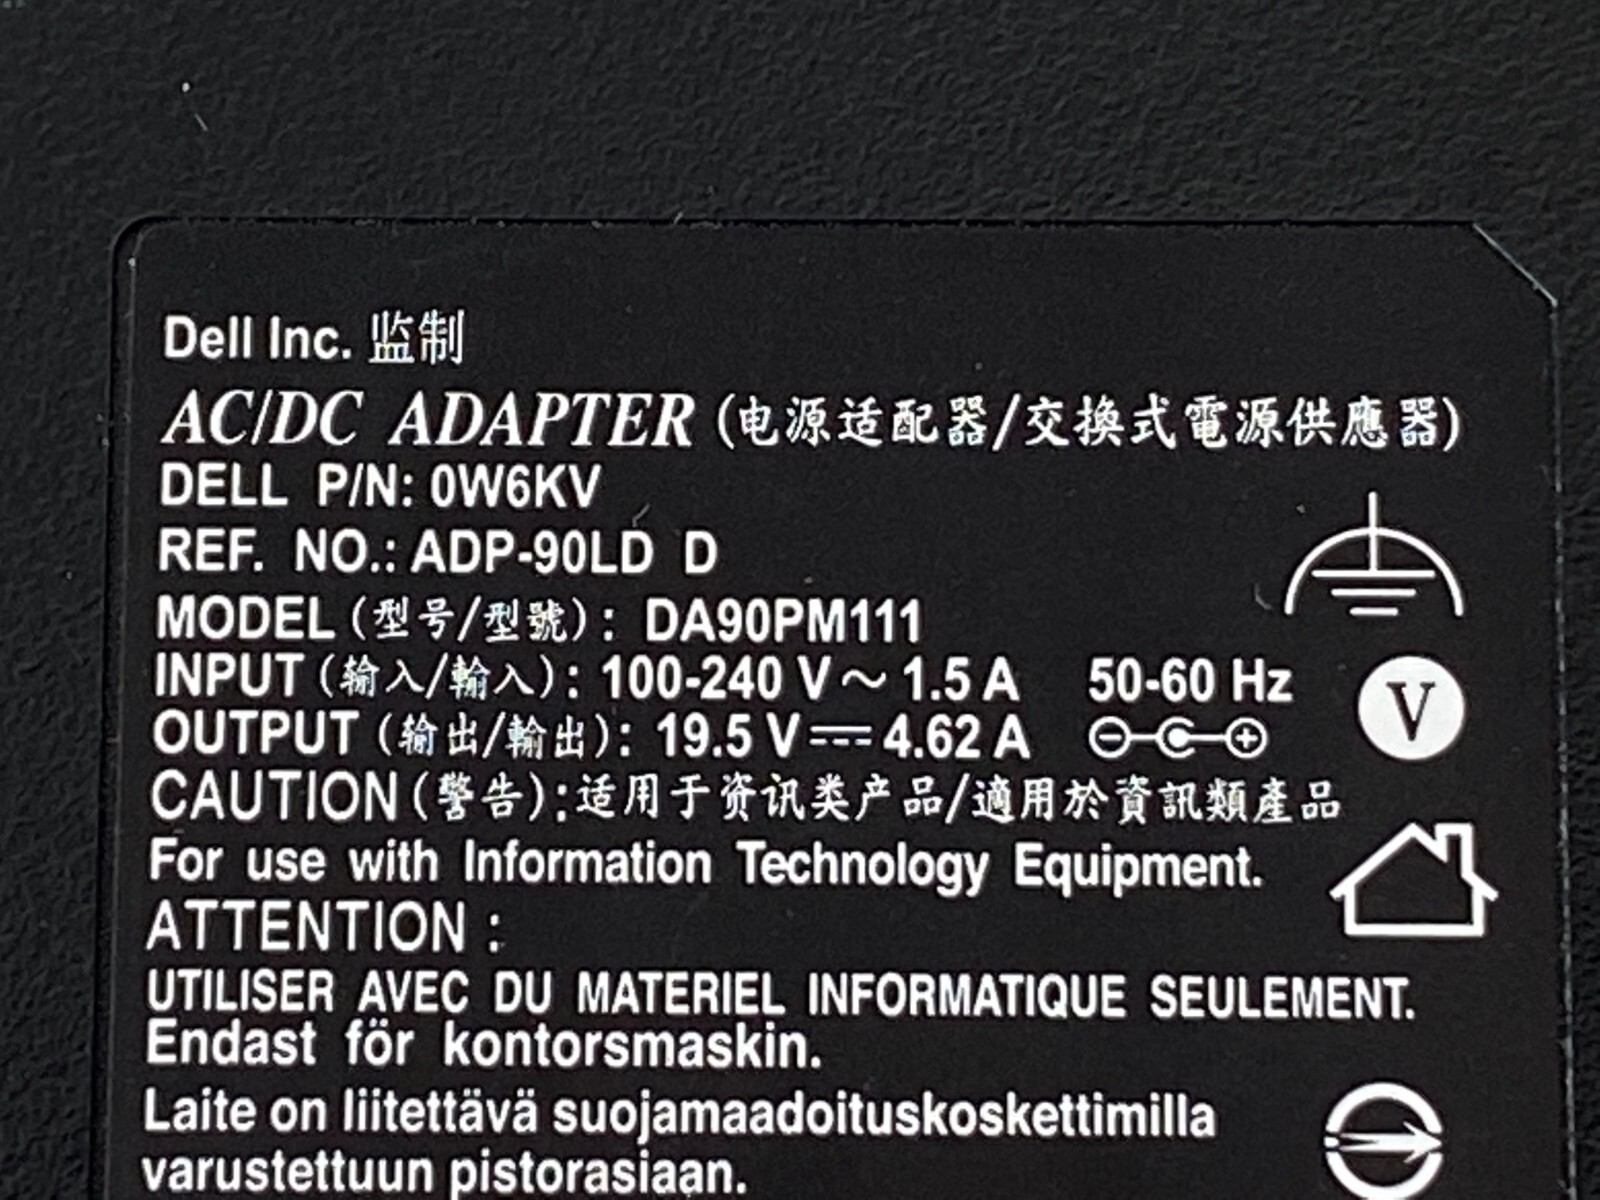 Dell Inc. 监制
AC/DC ADAPTER (电源适配器/交換式電源供應器)
DELL P/N: 0W6KV
REF. NO.: ADP-90LD D
MODEL (型号/型號) : DA90PM111
INPUT (输入/輸入) : 100-240 V ~ 1.5 A 50-60 Hz
OUTPUT (输出/輸出) : 19.5 V ⎓ 4.62 A
V
CAUTION (警告) : 适用于资讯类产品/適用於資訊類產品
For use with Information Technology Equipment.
ATTENTION :
UTILISER AVEC DU MATERIEL INFORMATIQUE SEULEMENT.
Endast för kontorsmaskin.
Laite on liitettävä suojamaadoituskoskettimilla
varustettuun pistorasiaan.